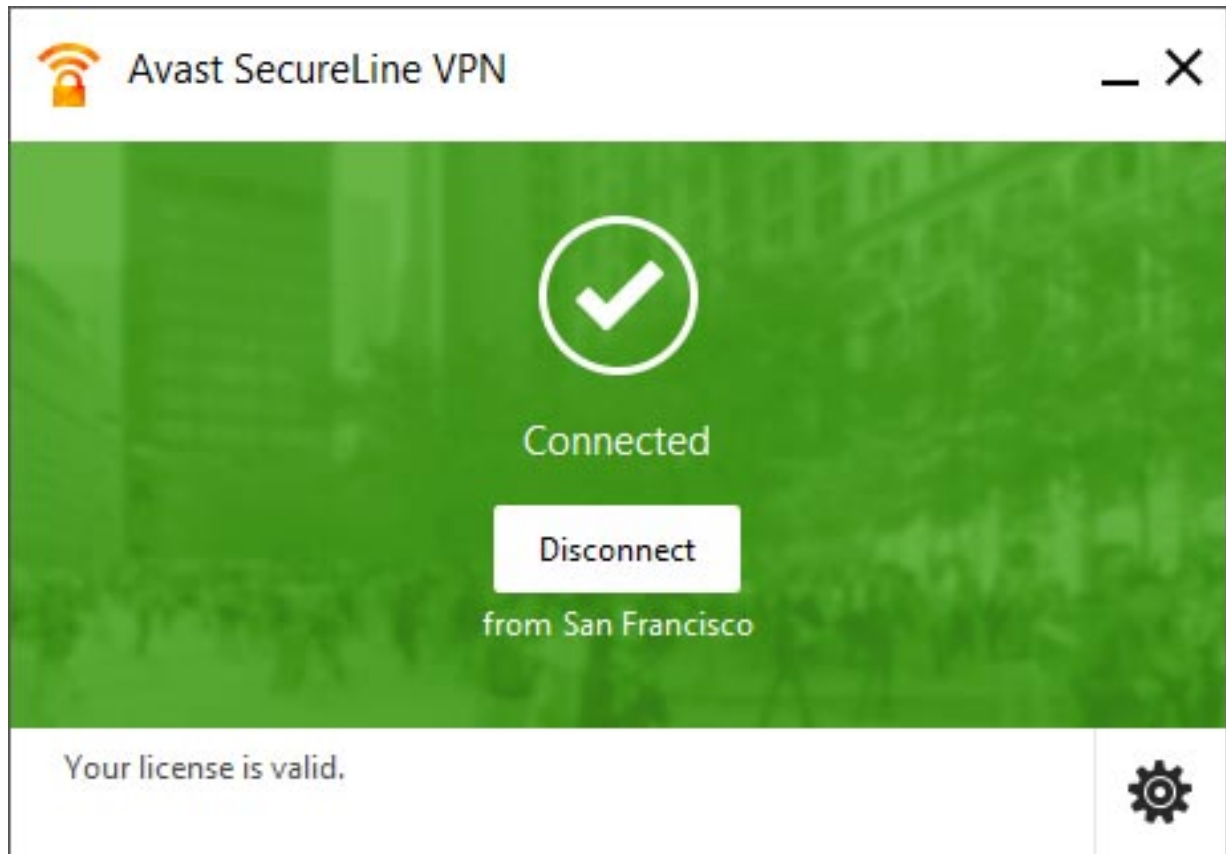 Avast SecureLine VPN
Connected
Disconnect
from San Francisco
Your license is valid.